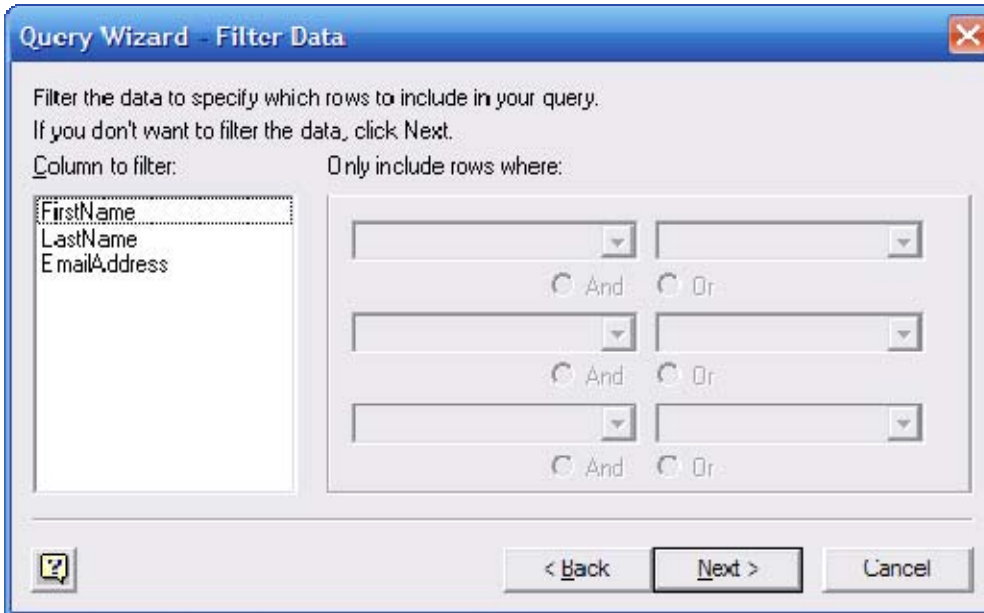 Query Wizard - Filter Data
Filter the data to specify which rows to include in your query.
If you don't want to filter the data, click Next.
Column to filter:
Only include rows where:
FirstName
LastName
EmailAddress
And Or
And Or
And Or
?
< Back Next > Cancel